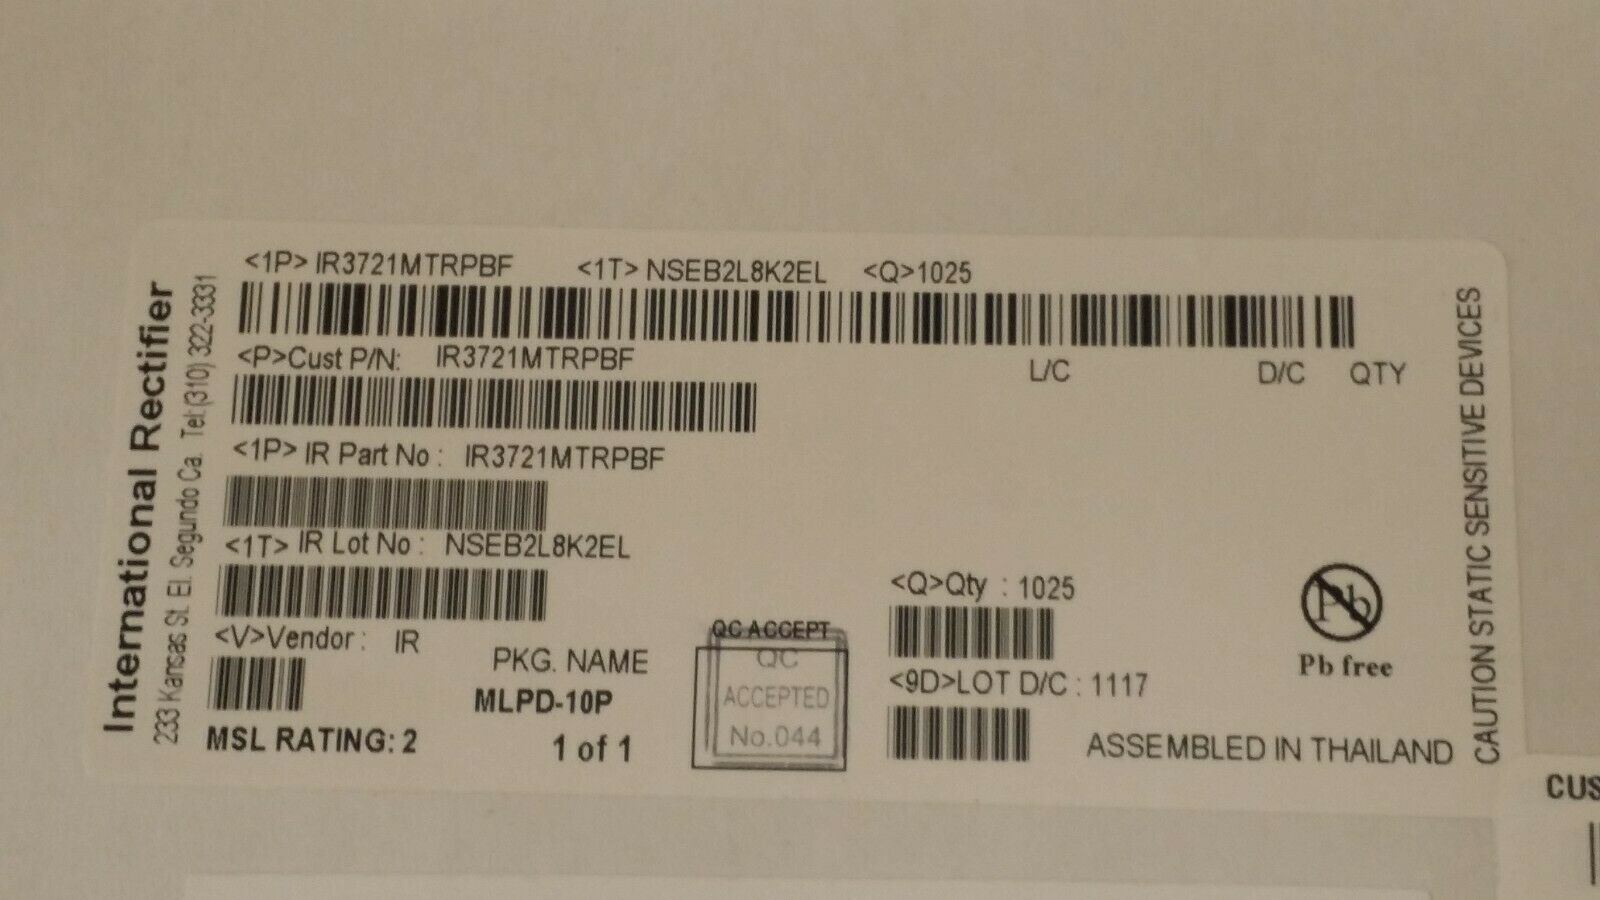 <1P> IR3721MTRPBF <1T> NSEB2L8K2EL <Q>1025
<P>Cust P/N: IR3721MTRPBF
L/C D/C QTY
<1P> IR Part No : IR3721MTRPBF
<1T> IR Lot No : NSEB2L8K2EL
<V>Vendor : IR
PKG. NAME
MLPD-10P
MSL RATING: 2
1 of 1
QC ACCEPT
QC
ACCEPTED
No.044
<Q>Qty : 1025
<9D>LOT D/C : 1117
Pb
Pb free
ASSEMBLED IN THAILAND
International Rectifier
233 Kansas St. El. Segundo Ca. Tel:(310) 322-3331
CAUTION STATIC SENSITIVE DEVICES
CUS